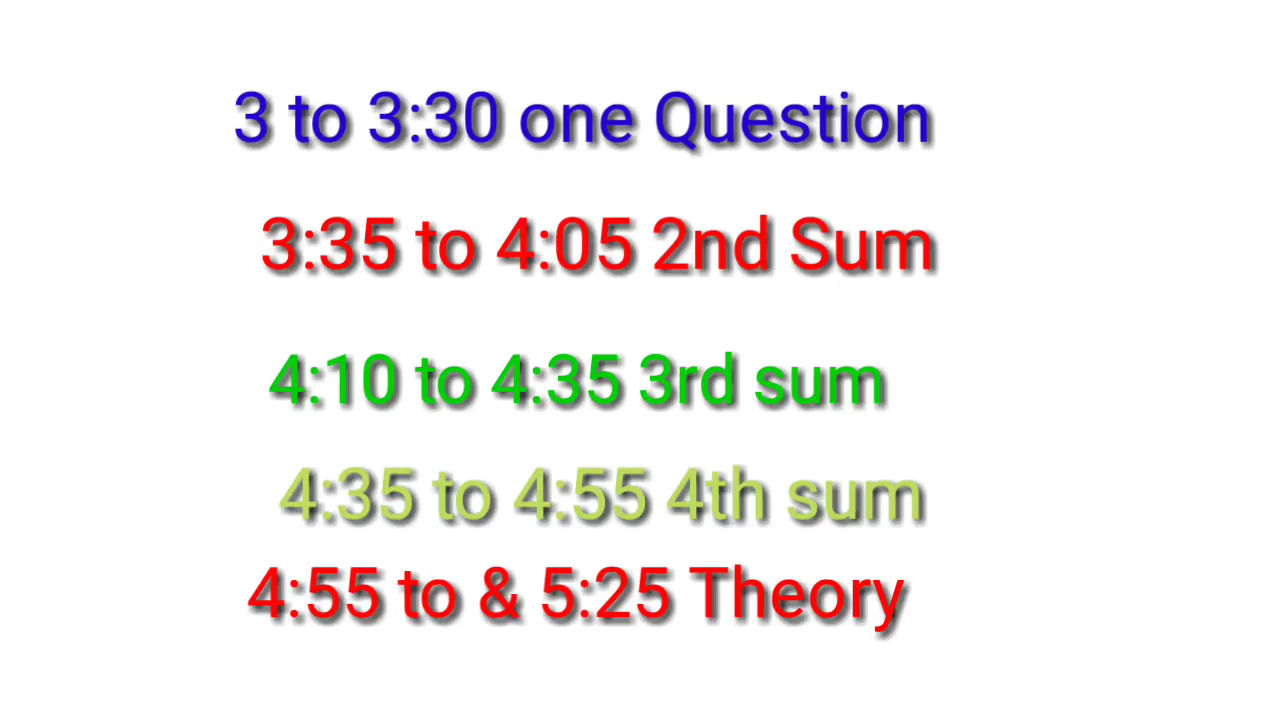 3 to 3:30 one Question
3:35 to 4:05 2nd Sum
4:10 to 4:35 3rd sum
4:35 to 4:55 4th sum
4:55 to & 5:25 Theory